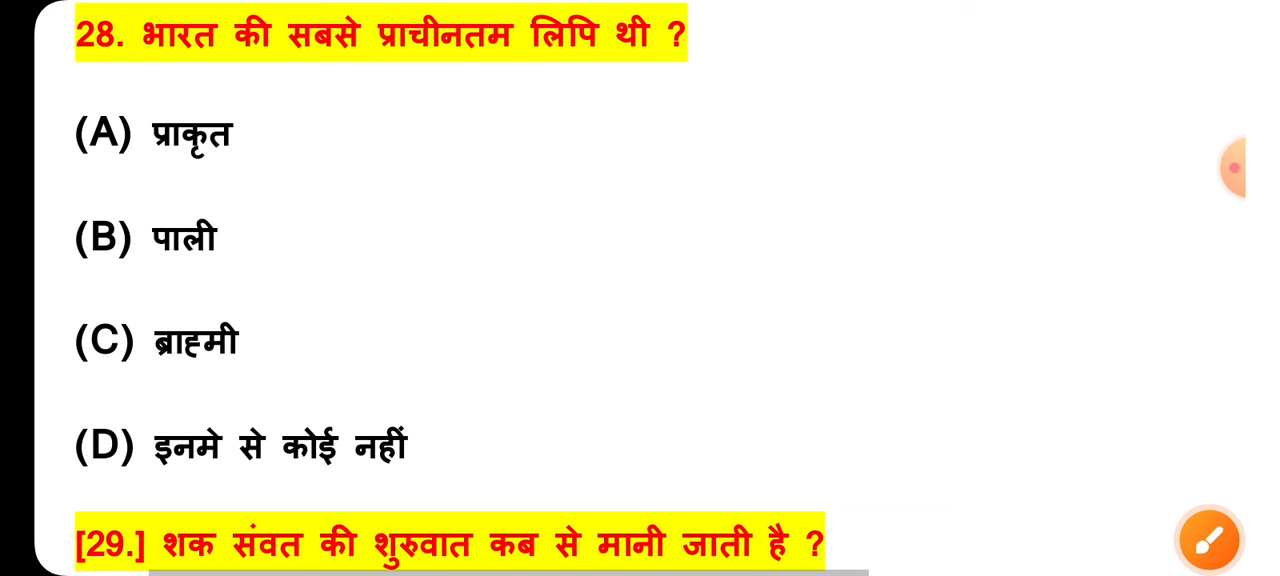 28. भारत की सबसे प्राचीनतम लिपि थी ?
(A) प्राकृत
(B) पाली
(C) ब्राह्मी
(D) इनमे से कोई नहीं
[29.] शक संवत की शुरुवात कब से मानी जाती है ?